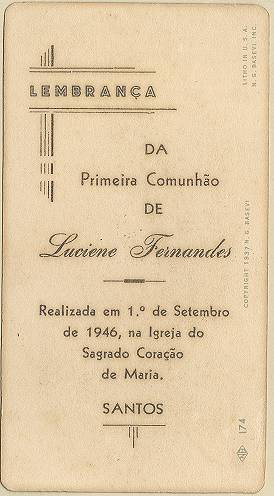 LEMBRANÇA
DA
Primeira Comunhão
DE
Luciene Fernandes
Realizada em 1.º de Setembro
de 1946, na Igreja do
Sagrado Coração
de Maria.
SANTOS
LITHO IN U.S.A.
N. G. BASEVI INC.
COPYRIGHT 1937 N. G. BASEVI
174